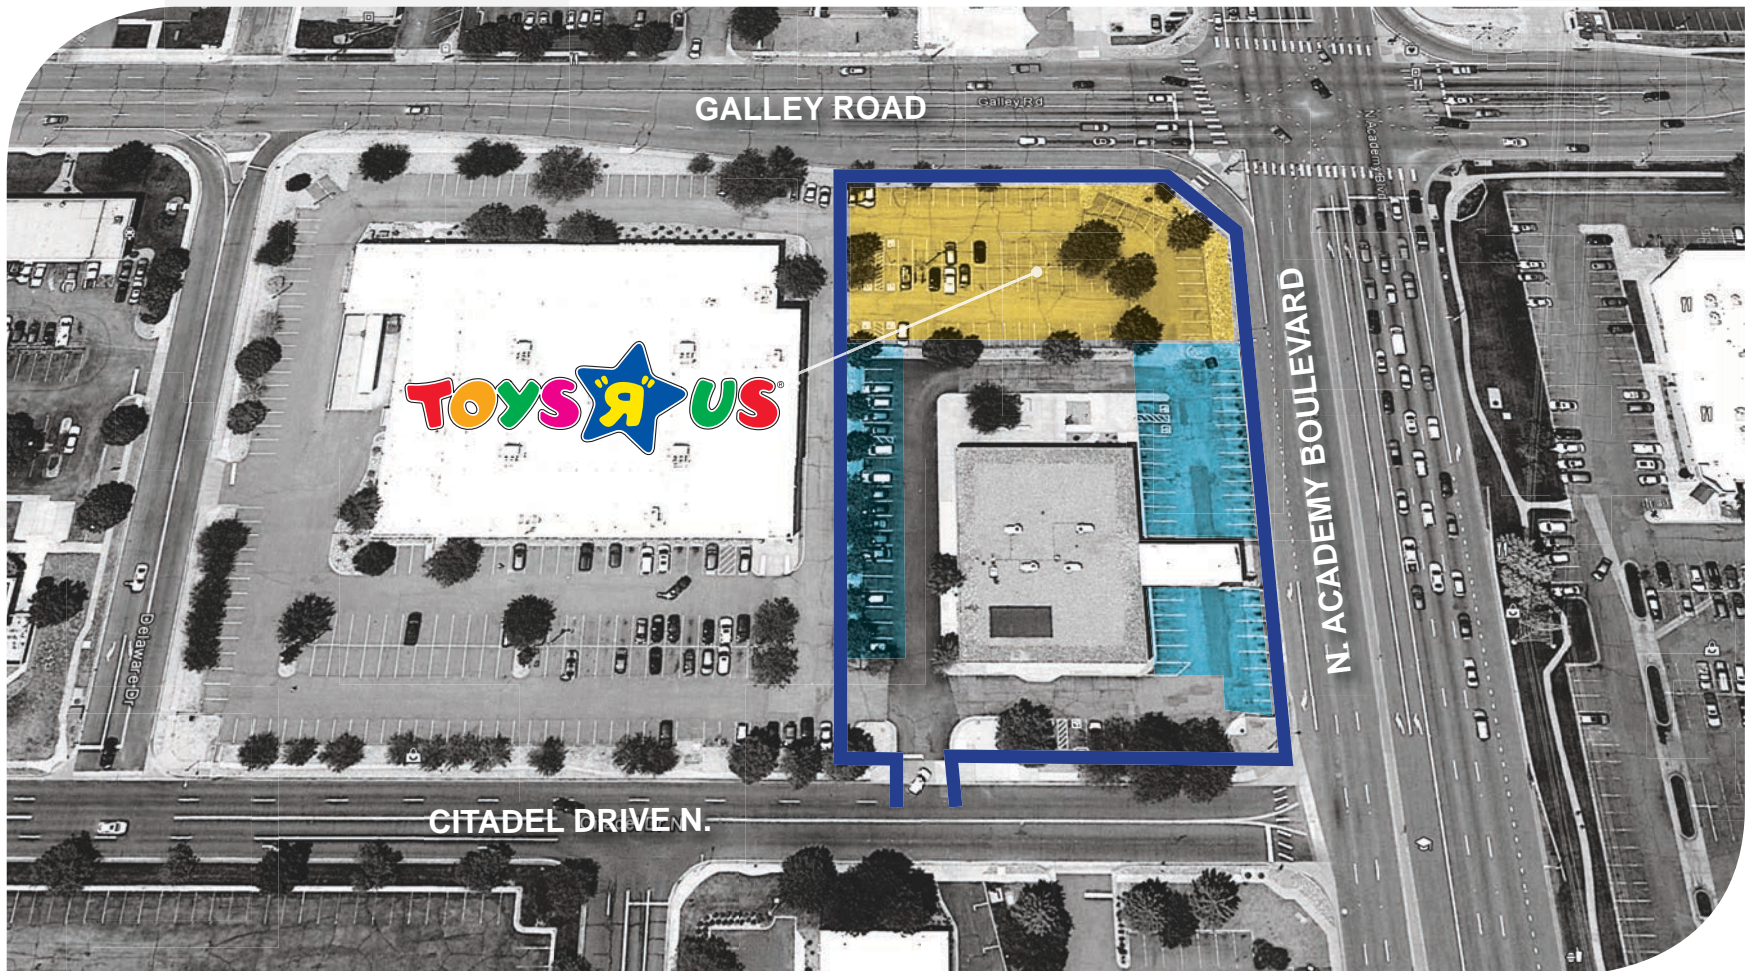 GALLEY ROAD
Galley Rd
N Academy Blvd
TOYS R US®
N. ACADEMY BOULEVARD
Delaware Dr
CITADEL DRIVE N.